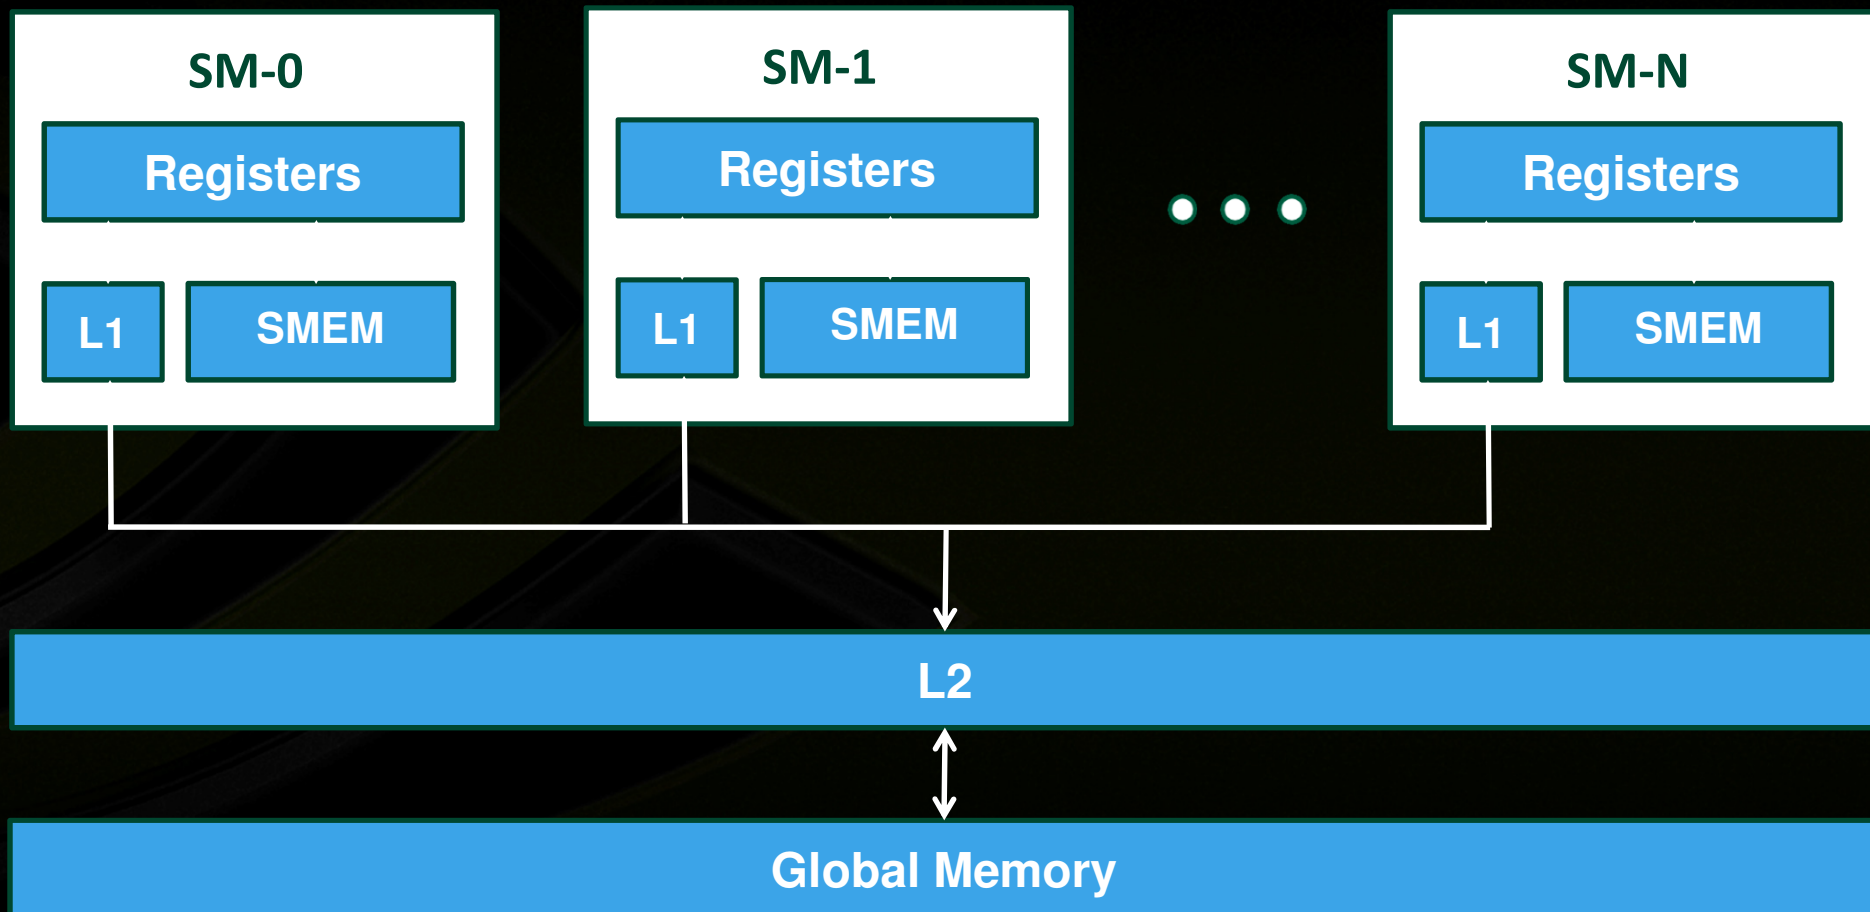 SM-0
Registers
L1
SMEM
SM-1
Registers
L1
SMEM
SM-N
Registers
L1
SMEM
L2
Global Memory